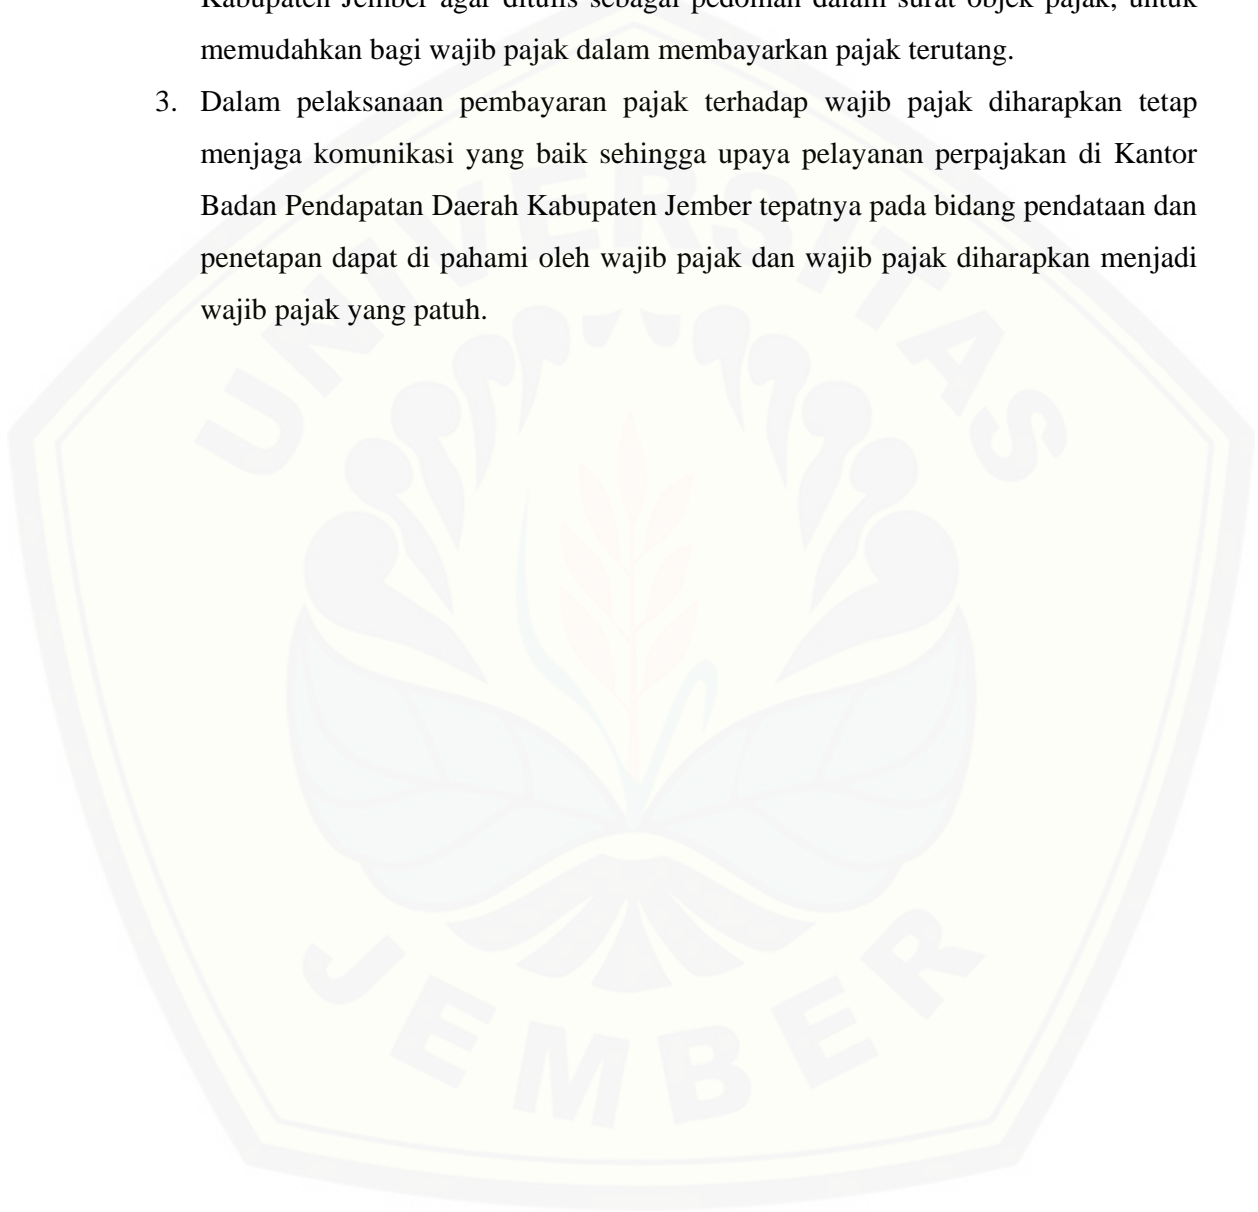 Kabupaten Jember agar ditulis sebagai pedoman dalam surat objek pajak, untuk
memudahkan bagi wajib pajak dalam membayarkan pajak terutang.
3. Dalam pelaksanaan pembayaran pajak terhadap wajib pajak diharapkan tetap
menjaga komunikasi yang baik sehingga upaya pelayanan perpajakan di Kantor
Badan Pendapatan Daerah Kabupaten Jember tepatnya pada bidang pendataan dan
penetapan dapat di pahami oleh wajib pajak dan wajib pajak diharapkan menjadi
wajib pajak yang patuh.
UNIVERSITAS
JEMBER